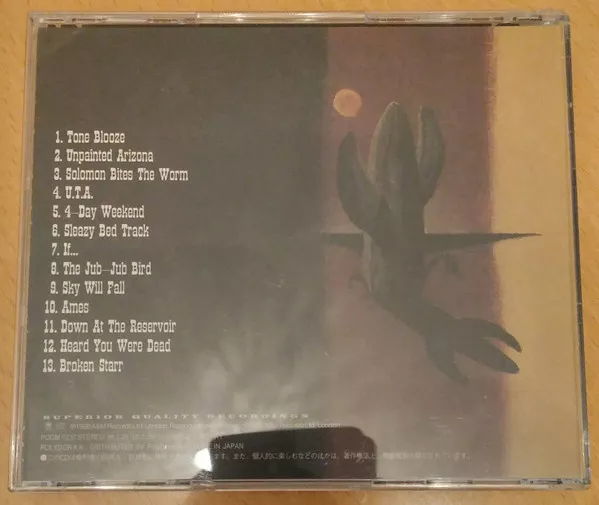 1. Tone Blooze
2. Unpainted Arizona
3. Solomon Bites The Worm
4. U.T.A.
5. 4-Day Weekend
6. Sleazy Bed Track
7. If...
8. The Jub-Jub Bird
9. Sky Will Fall
10. Ames
11. Down At The Reservoir
12. Heard You Were Dead
13. Broken Starr
SUPERIOR QUALITY RECORDINGS
IN JAPAN